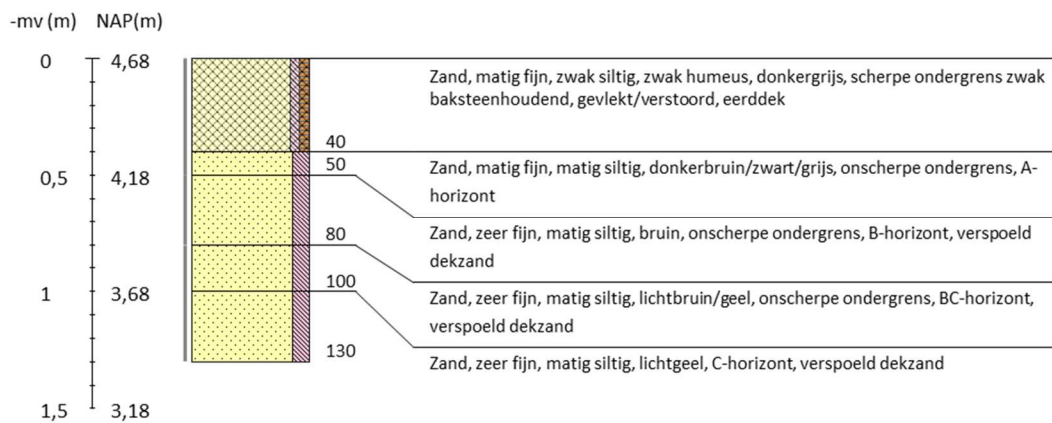 -mv (m) NAP(m)
0 4,68
Zand, matig fijn, zwak siltig, zwak humeus, donkergrijs, scherpe ondergrens zwak
baksteenhoudend, gevlekt/verstoord, eerddek
40
50
0,5 4,18
Zand, matig fijn, matig siltig, donkerbruin/zwart/grijs, onscherpe ondergrens, A-
horizont
80
Zand, zeer fijn, matig siltig, bruin, onscherpe ondergrens, B-horizont, verspoeld
dekzand
100
1 3,68
Zand, zeer fijn, matig siltig, lichtbruin/geel, onscherpe ondergrens, BC-horizont,
verspoeld dekzand
130
Zand, zeer fijn, matig siltig, lichtgeel, C-horizont, verspoeld dekzand
1,5 3,18